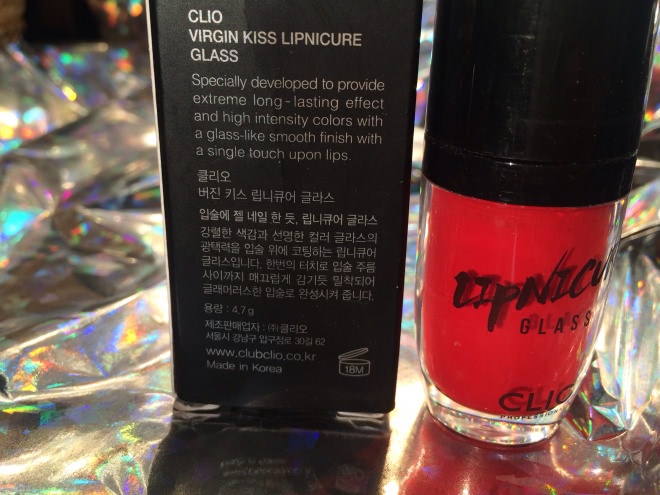 CLIO
VIRGIN KISS LIPNICURE
GLASS
Specially developed to provide
extreme long-lasting effect
and high intensity colors with
a glass-like smooth finish with
a single touch upon lips.
클리오
버진 키스 립니큐어 글라스
입술에 젤 네일 한 듯, 립니큐어 글라스
강렬한 색감과 선명한 컬러 글라스의
광택력을 입술 위에 코팅하는 립니큐어
글라스입니다. 한번의 터치로 입술 주름
사이까지 매끄럽게 감기듯 밀착되어
글래머러스한 입술로 완성시켜 줍니다.
용량 : 4,7 g
제조판매업자 : ㈜클리오
서울시 강남구 압구정로 30길 62
www.clubclio.co.kr
Made in Korea
18M
LIPNICUR
GLASS
CLIO
PROFESSION